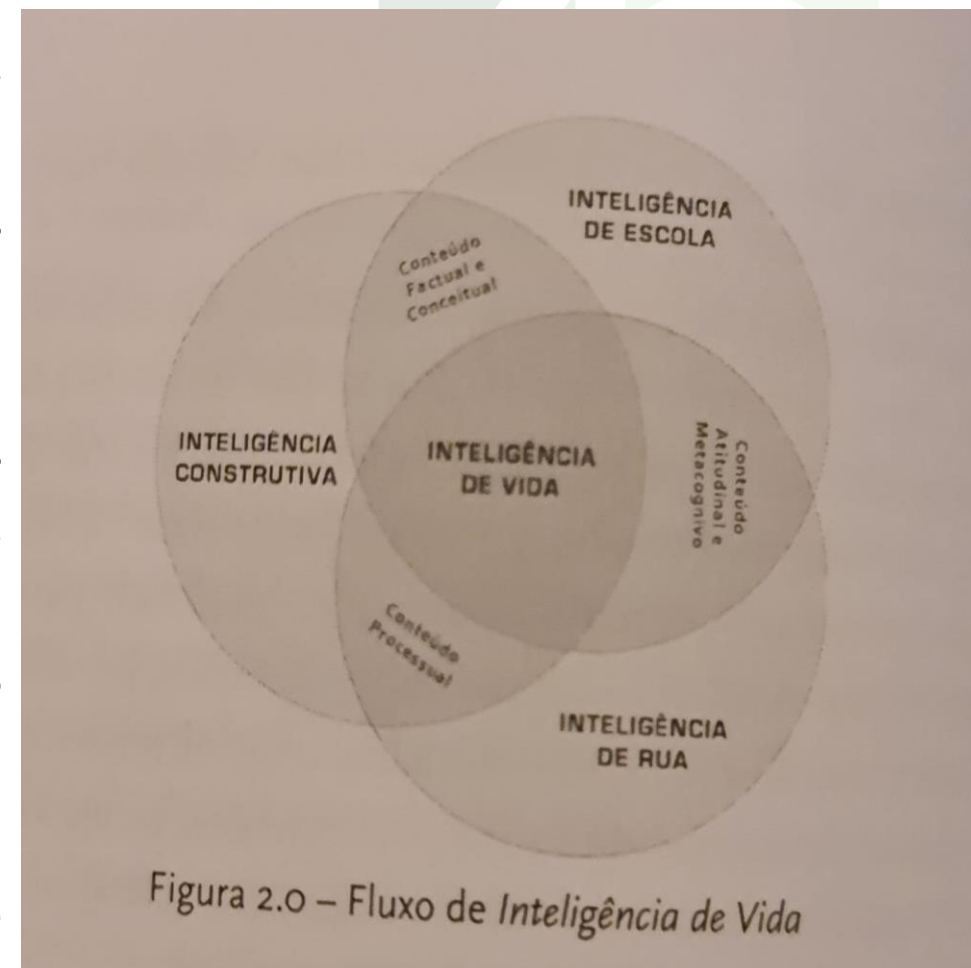 INTELIGÊNCIA
DE ESCOLA
Conteúdo
Factual e
Conceitual
INTELIGÊNCIA
CONSTRUTIVA
INTELIGÊNCIA
DE VIDA
Conteúdo
Atitudinal e
Metacognivo
Conteúdo
Processual
INTELIGÊNCIA
DE RUA
Figura 2.0 – Fluxo de Inteligência de Vida